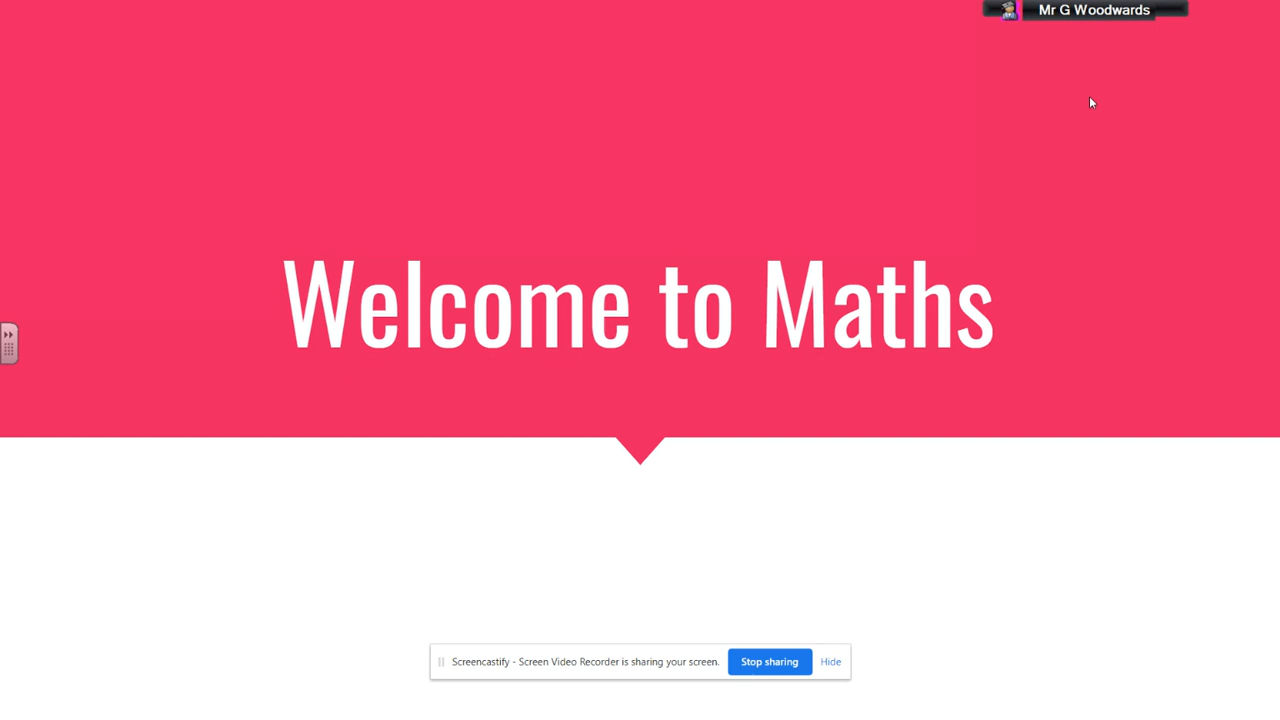 Mr G Woodwards
Welcome to Maths
Screencastify - Screen Video Recorder is sharing your screen.
Stop sharing
Hide